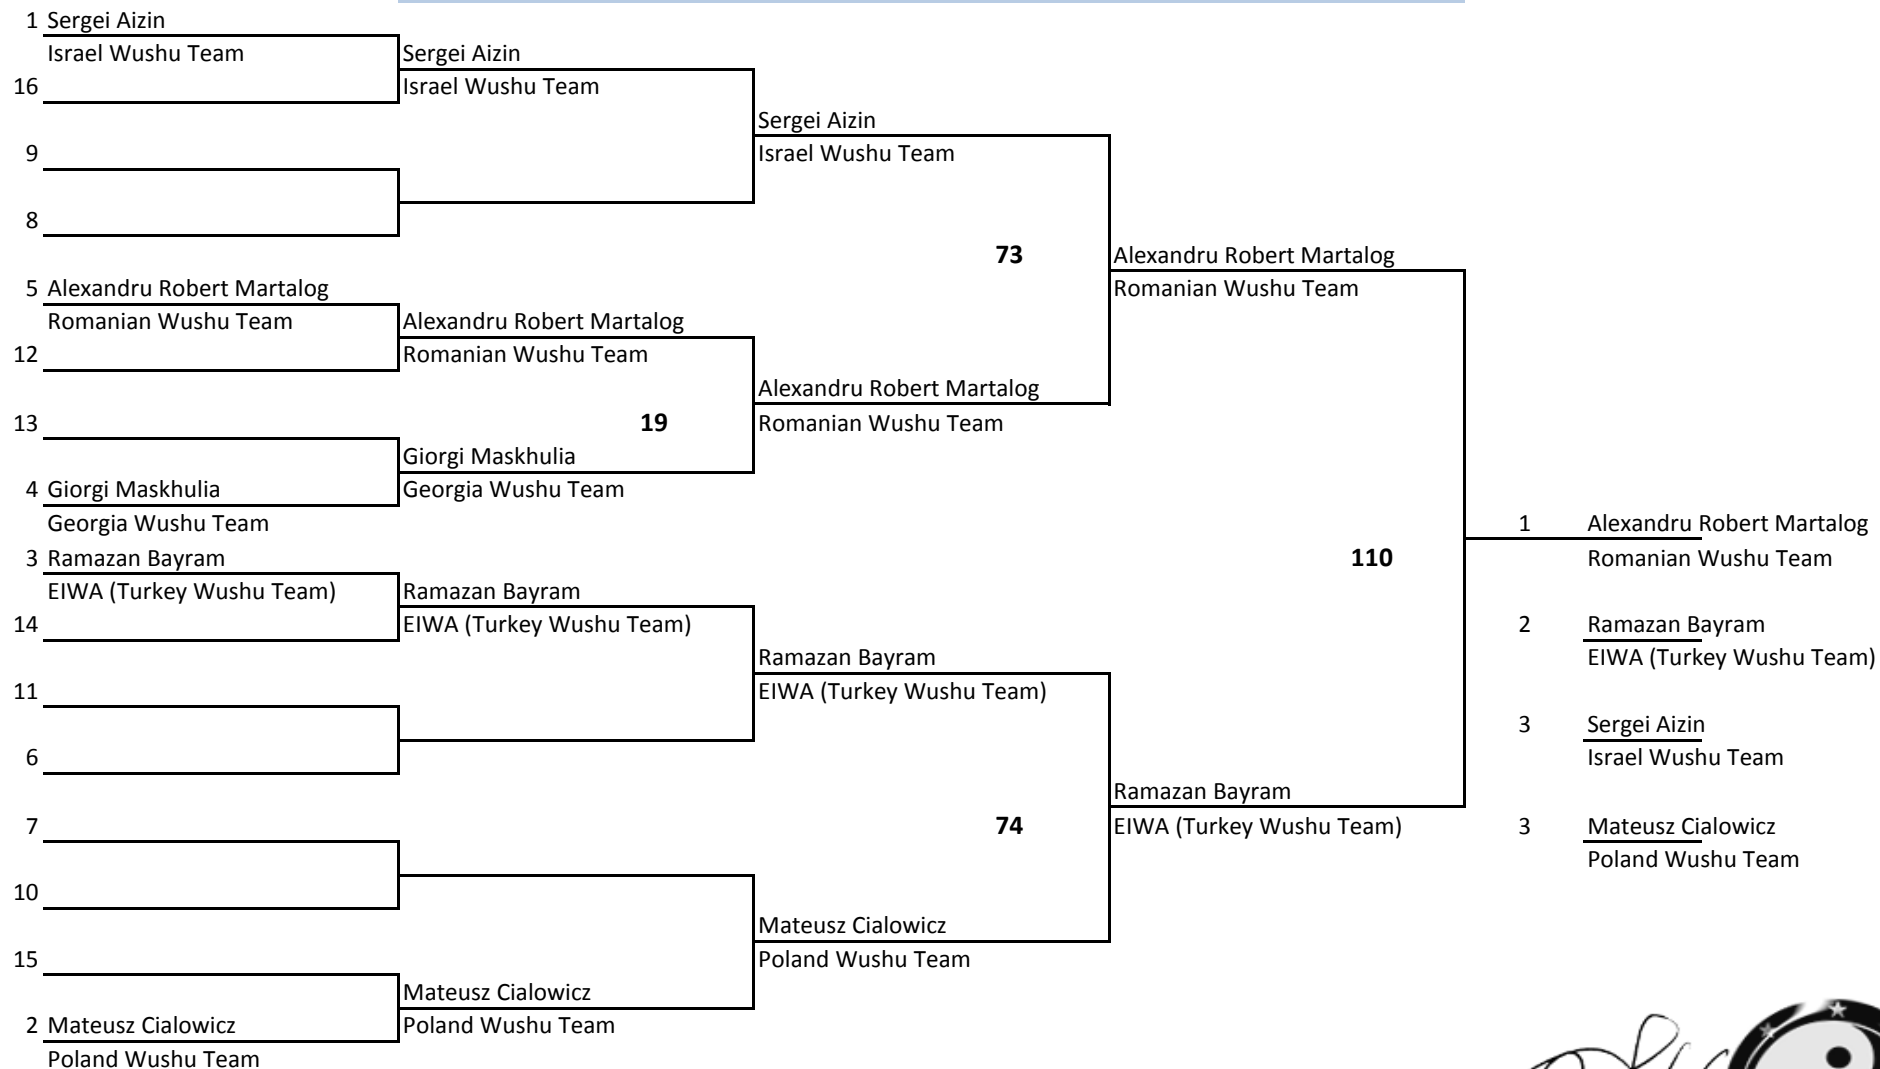 1 Sergei Aizin
Israel Wushu Team
Sergei Aizin
16
Israel Wushu Team
Sergei Aizin
9
Israel Wushu Team
8
73
Alexandru Robert Martalog
5 Alexandru Robert Martalog
Romanian Wushu Team
Romanian Wushu Team
Alexandru Robert Martalog
12
Romanian Wushu Team
Alexandru Robert Martalog
13
19
Romanian Wushu Team
Giorgi Maskhulia
4 Giorgi Maskhulia
Georgia Wushu Team
Georgia Wushu Team
1 Alexandru Robert Martalog
3 Ramazan Bayram
110
Romanian Wushu Team
EIWA (Turkey Wushu Team)
Ramazan Bayram
14
EIWA (Turkey Wushu Team)
2 Ramazan Bayram
Ramazan Bayram
EIWA (Turkey Wushu Team)
11
EIWA (Turkey Wushu Team)
3 Sergei Aizin
6
Israel Wushu Team
Ramazan Bayram
7
74
EIWA (Turkey Wushu Team)
3 Mateusz Cialowicz
Poland Wushu Team
10
Mateusz Cialowicz
15
Poland Wushu Team
Mateusz Cialowicz
2 Mateusz Cialowicz
Poland Wushu Team
Poland Wushu Team